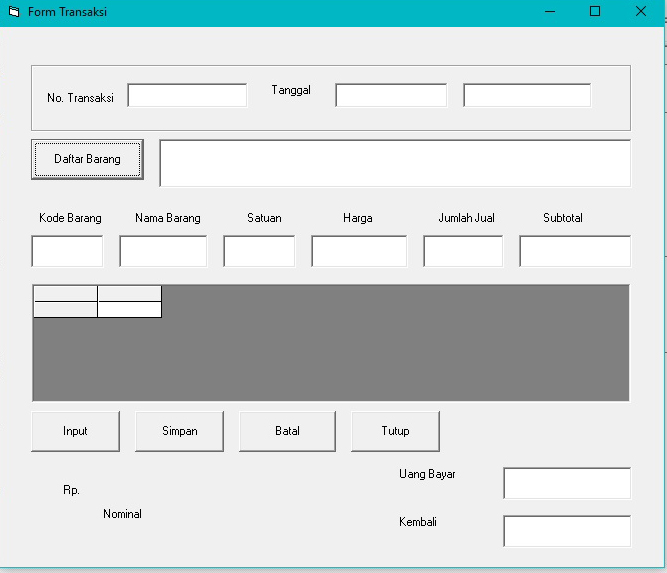 Form Transaksi
No. Transaksi
Tanggal
Daftar Barang
Kode Barang Nama Barang Satuan Harga Jumlah Jual Subtotal
Input Simpan Batal Tutup
Uang Bayar
Rp.
Nominal
Kembali